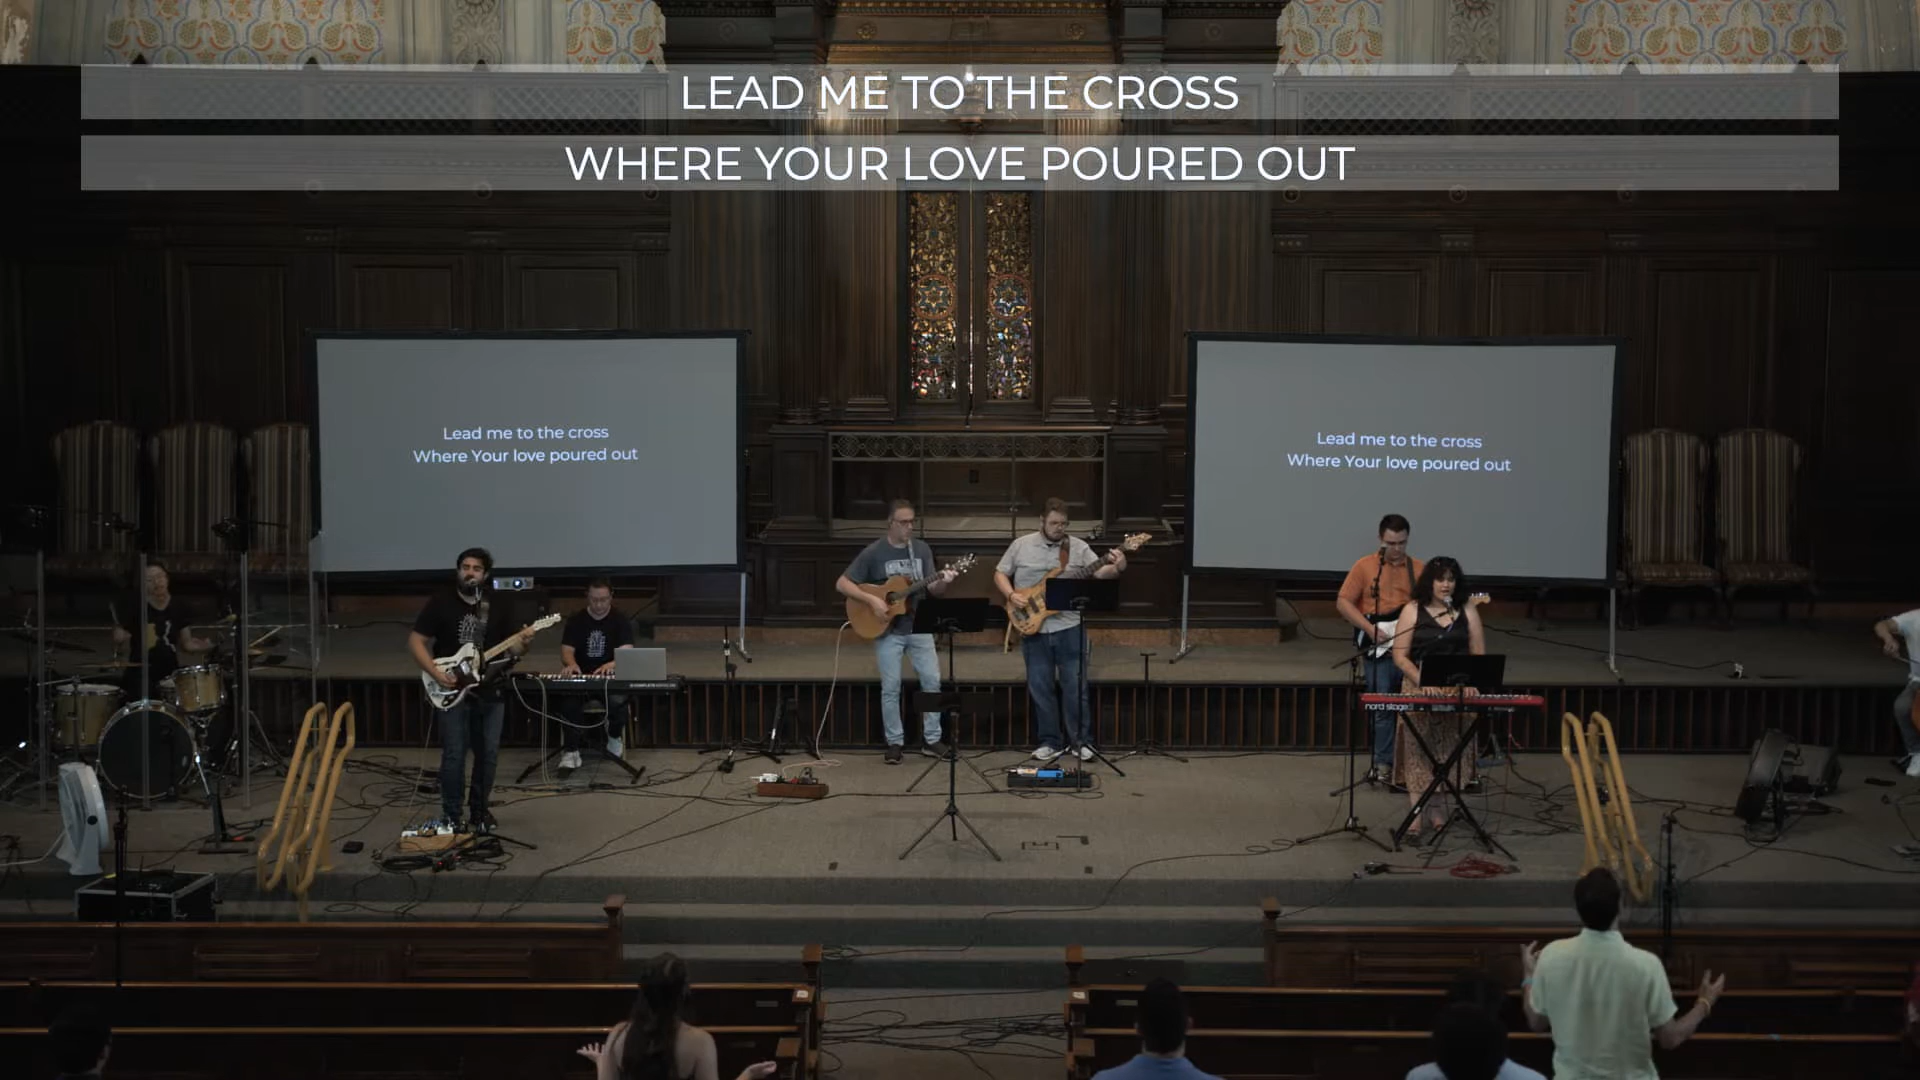 LEAD ME TO THE CROSS
WHERE YOUR LOVE POURED OUT
Lead me to the cross
Where Your love poured out
Lead me to the cross
Where Your love poured out
nord stage